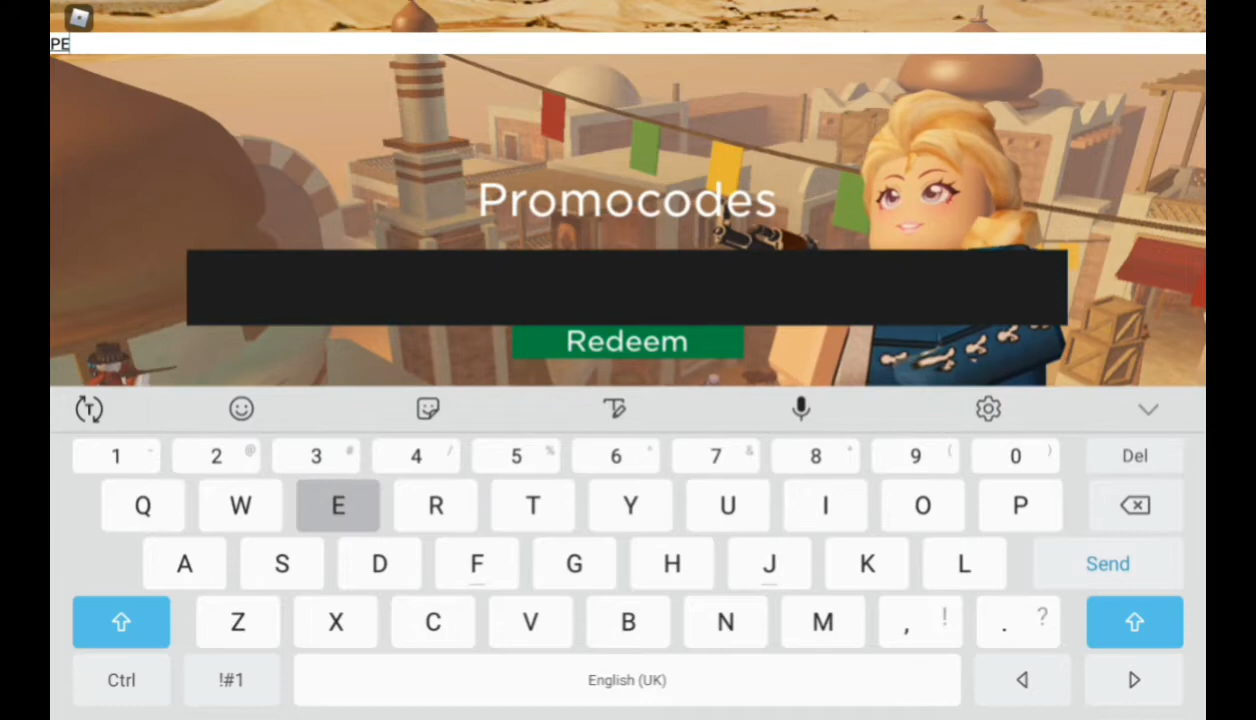 PE
Promocodes
Redeem
1 - 2 @ 3 # 4 / 5 % 6 ^ 7 & 8 * 9 ( 0 ) Del
Q W E R T Y U I O P
A S D F G H J K L Send
Z X C V B N M , ! . ?
Ctrl !#1 English (UK)